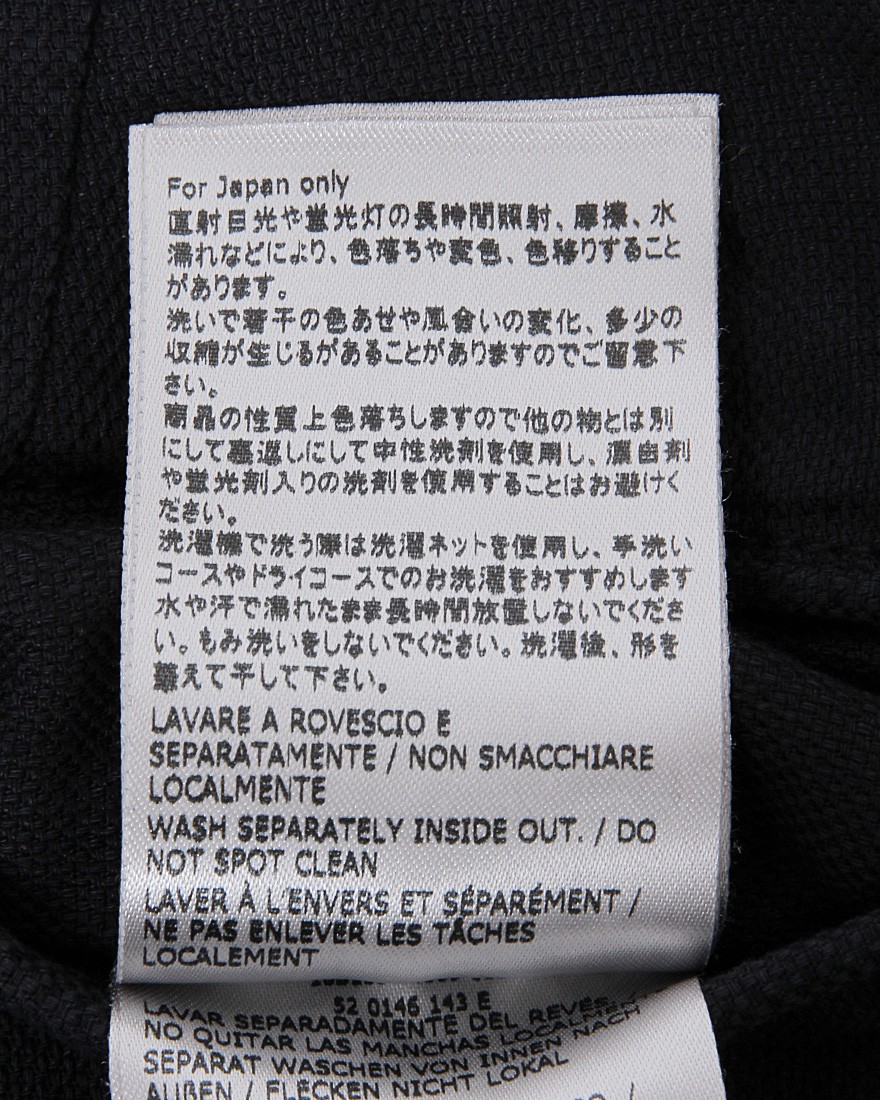 For Japan only
直射日光や蛍光灯の長時間照射、摩擦、水
濡れなどにより、色落ちや変色、色移りすること
があります。
洗いで若干の色あせや風合いの変化、多少の
収縮が生じるがあることがありますのでご留意下
さい。
商品の性質上色落ちしますので他の物とは別
にして裏返しにして中性洗剤を使用し、漂白剤
や蛍光剤入りの洗剤を使用することはお避けく
ださい。
洗濯機で洗う際は洗濯ネットを使用し、手洗い
コースやドライコースでのお洗濯をおすすめします
水や汗で濡れたまま長時間放置しないでくださ
い。もみ洗いをしないでください。洗濯後、形を
整えて干して下さい。
LAVARE A ROVESCIO E
SEPARATAMENTE / NON SMACCHIARE
LOCALMENTE
WASH SEPARATELY INSIDE OUT. / DO
NOT SPOT CLEAN
LAVER À L'ENVERS ET SÉPARÉMENT /
NE PAS ENLEVER LES TÂCHES
LOCALEMENT
52 0146 143 E
LAVAR SEPARADAMENTE DEL REVÉS. /
NO QUITAR LAS MANCHAS LOCALMEN
SEPARAT WASCHEN VON INNEN NACH
AUßEN / FLECKEN NICHT LOKAL